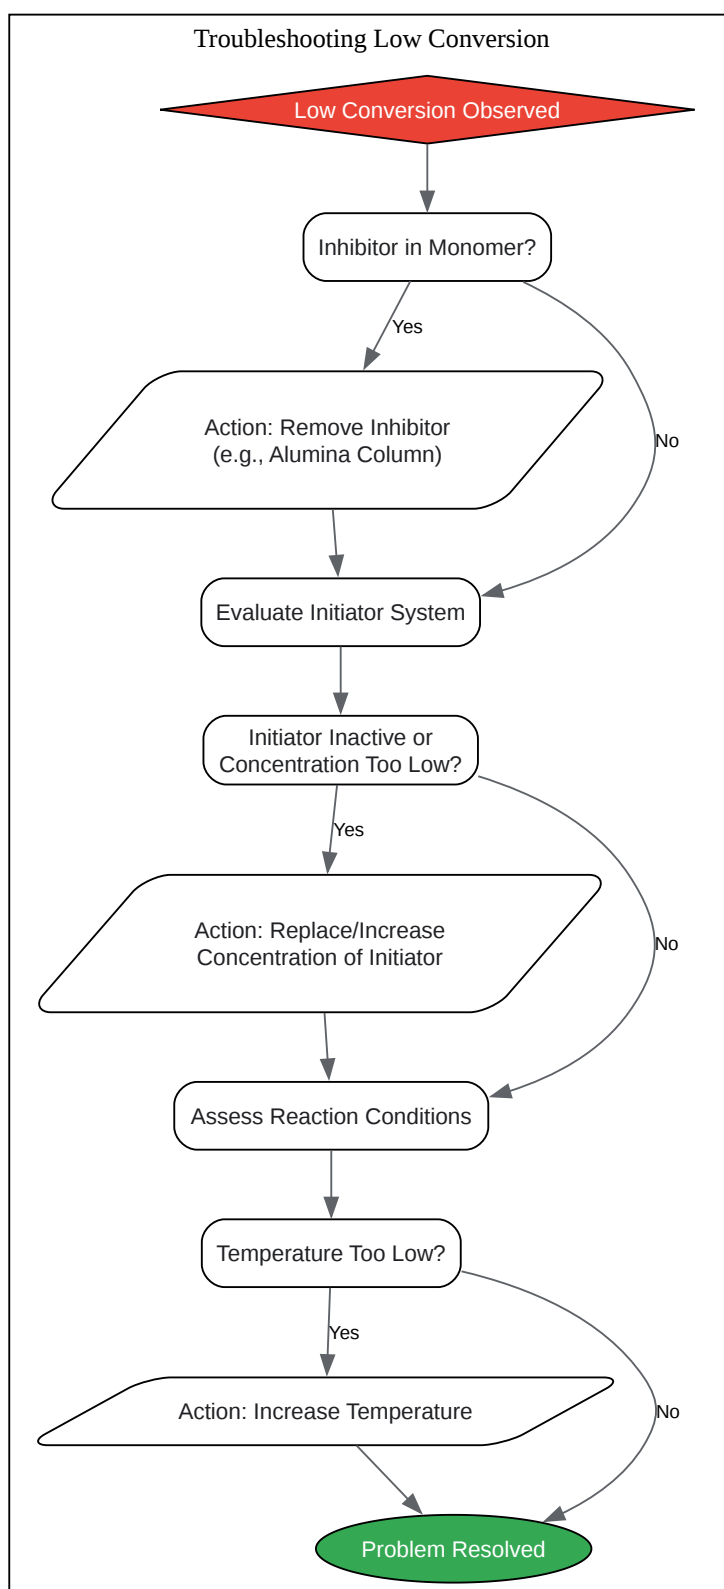 Troubleshooting Low Conversion
Low Conversion Observed
Inhibitor in Monomer?
Yes
Action: Remove Inhibitor
(e.g., Alumina Column)
No
Evaluate Initiator System
Initiator Inactive or
Concentration Too Low?
Yes
Action: Replace/Increase
Concentration of Initiator
No
Assess Reaction Conditions
Temperature Too Low?
Yes
Action: Increase Temperature
No
Problem Resolved